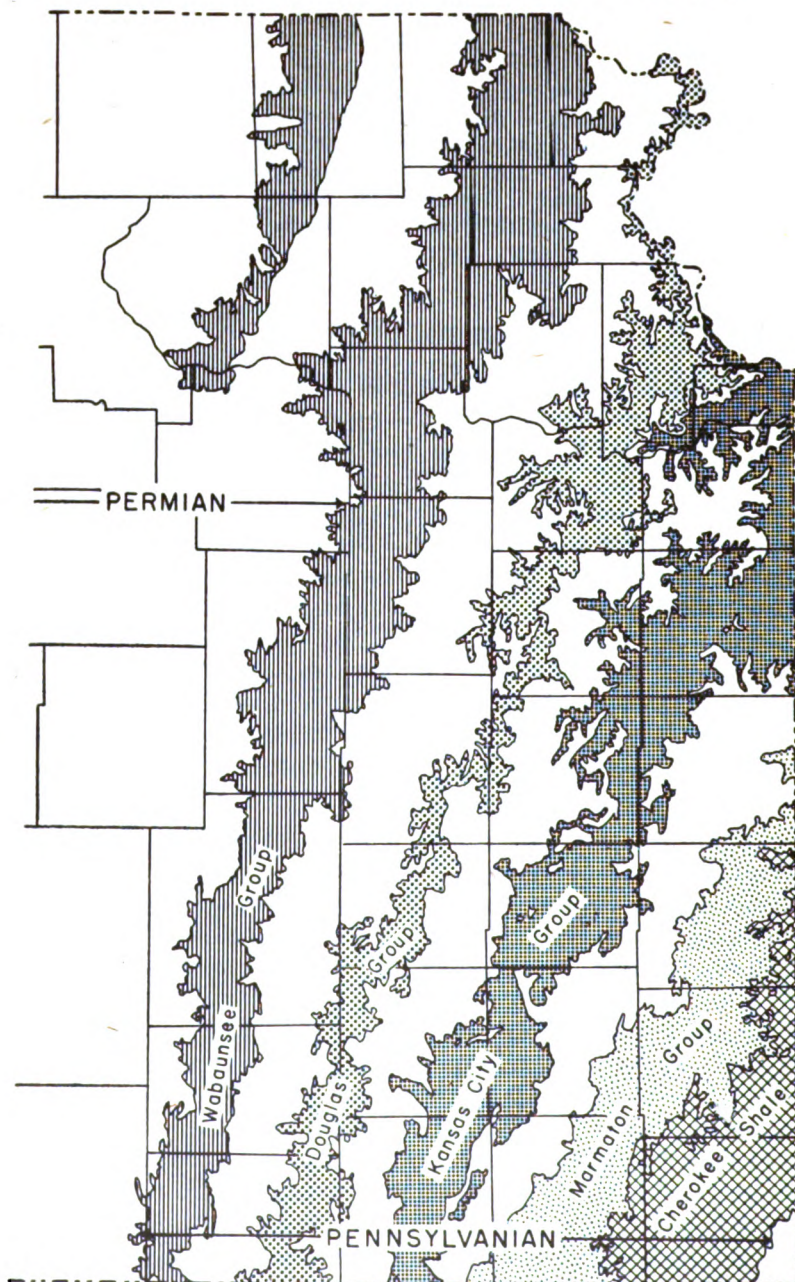 PERMIAN
Wabaunsee Group
Douglas Group
Kansas City Group
Marmaton Group
Cherokee Shale
PENNSYLVANIAN